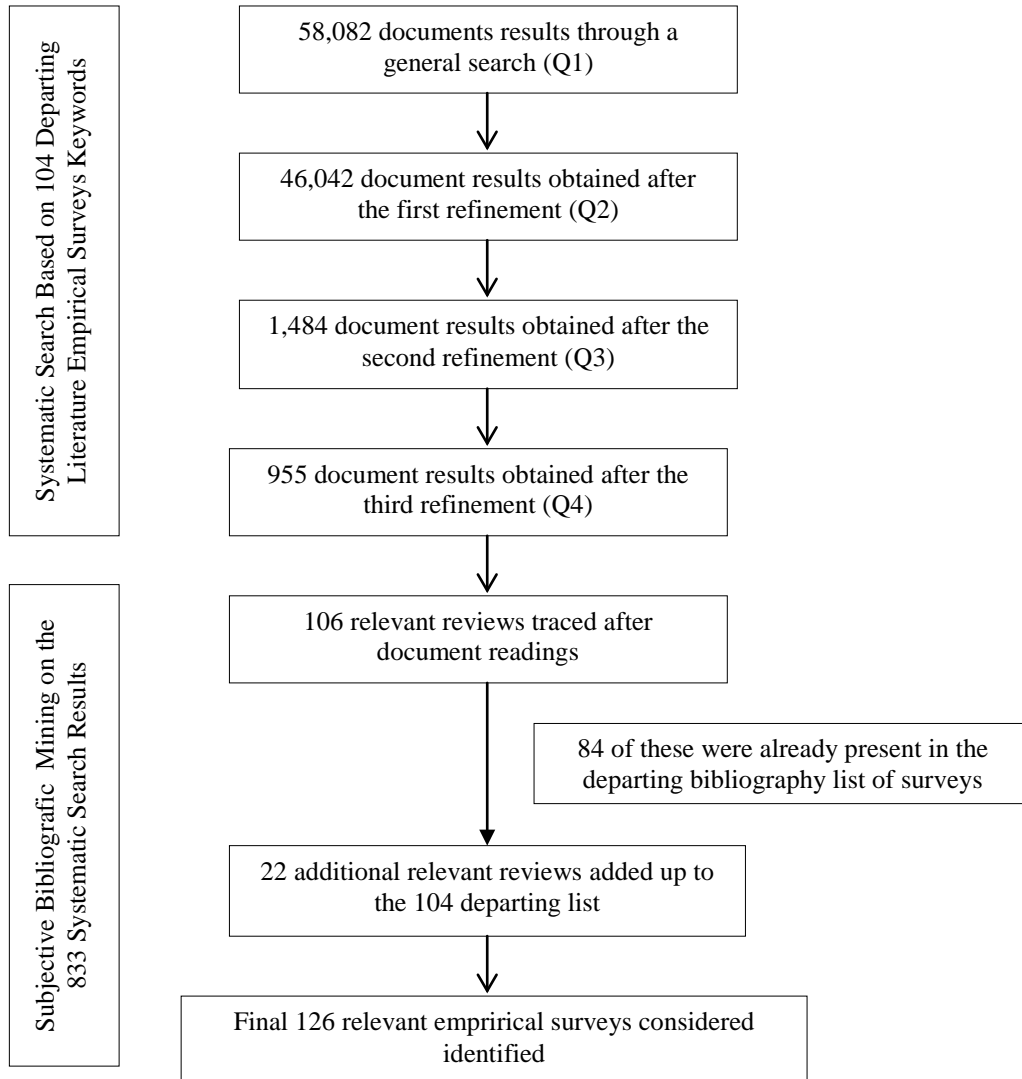 Systematic Search Based on 104 Departing
Literature Empirical Surveys Keywords
58,082 documents results through a
general search (Q1)
46,042 document results obtained after
the first refinement (Q2)
1,484 document results obtained after the
second refinement (Q3)
955 document results obtained after the
third refinement (Q4)
Subjective Bibliografic Mining on the
833 Systematic Search Results
106 relevant reviews traced after
document readings
84 of these were already present in the
departing bibliography list of surveys
22 additional relevant reviews added up to
the 104 departing list
Final 126 relevant emprirical surveys considered
identified